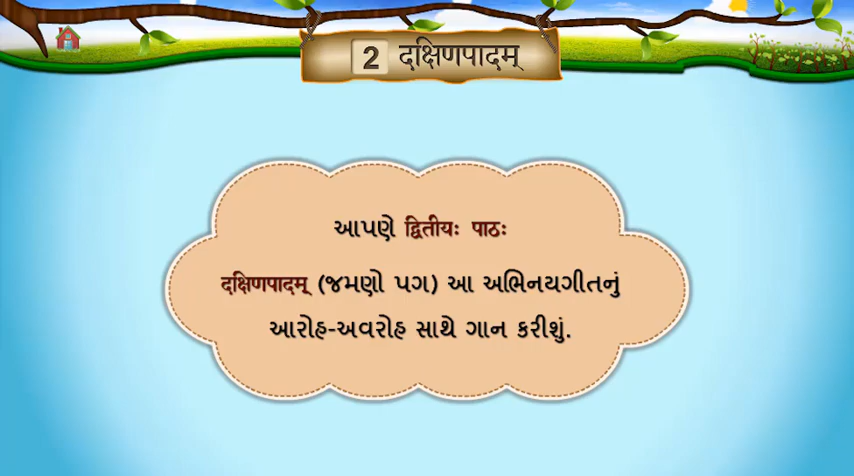 2 दक्षिणपादम्
આપણે द्वितीयः पाठः
दक्षिणपादम् (જમણો પગ) આ અભિનયગીતનું
આરોહ-અવરોહ સાથે ગાન કરીશું.